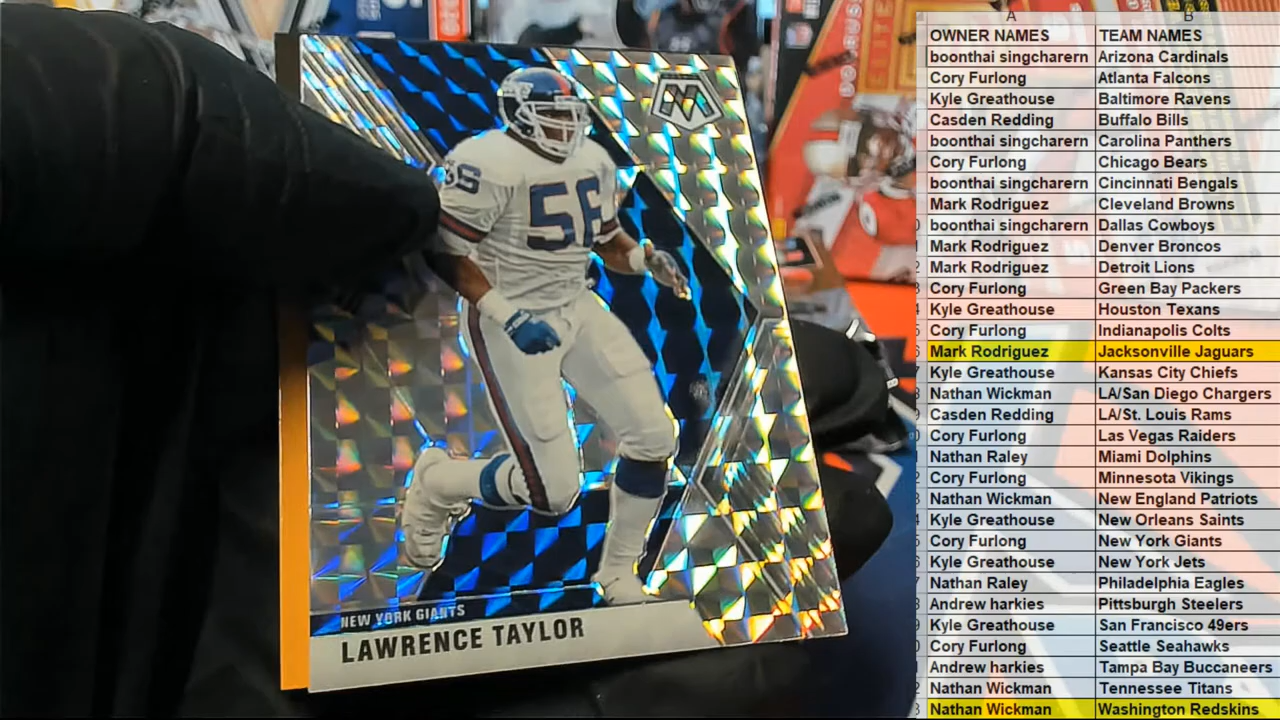 A B
OWNER NAMES TEAM NAMES
boonthai singcharern Arizona Cardinals
Cory Furlong Atlanta Falcons
Kyle Greathouse Baltimore Ravens
Casden Redding Buffalo Bills
boonthai singcharern Carolina Panthers
Cory Furlong Chicago Bears
boonthai singcharern Cincinnati Bengals
Mark Rodriguez Cleveland Browns
boonthai singcharern Dallas Cowboys
Mark Rodriguez Denver Broncos
Mark Rodriguez Detroit Lions
Cory Furlong Green Bay Packers
Kyle Greathouse Houston Texans
Cory Furlong Indianapolis Colts
Mark Rodriguez Jacksonville Jaguars
Kyle Greathouse Kansas City Chiefs
Nathan Wickman LA/San Diego Chargers
Casden Redding LA/St. Louis Rams
Cory Furlong Las Vegas Raiders
Nathan Raley Miami Dolphins
Cory Furlong Minnesota Vikings
Nathan Wickman New England Patriots
Kyle Greathouse New Orleans Saints
Cory Furlong New York Giants
Kyle Greathouse New York Jets
Nathan Raley Philadelphia Eagles
Andrew harkies Pittsburgh Steelers
Kyle Greathouse San Francisco 49ers
Cory Furlong Seattle Seahawks
Andrew harkies Tampa Bay Buccaneers
Nathan Wickman Tennessee Titans
Nathan Wickman Washington Redskins
M
56
56
NEW YORK GIANTS
LAWRENCE TAYLOR